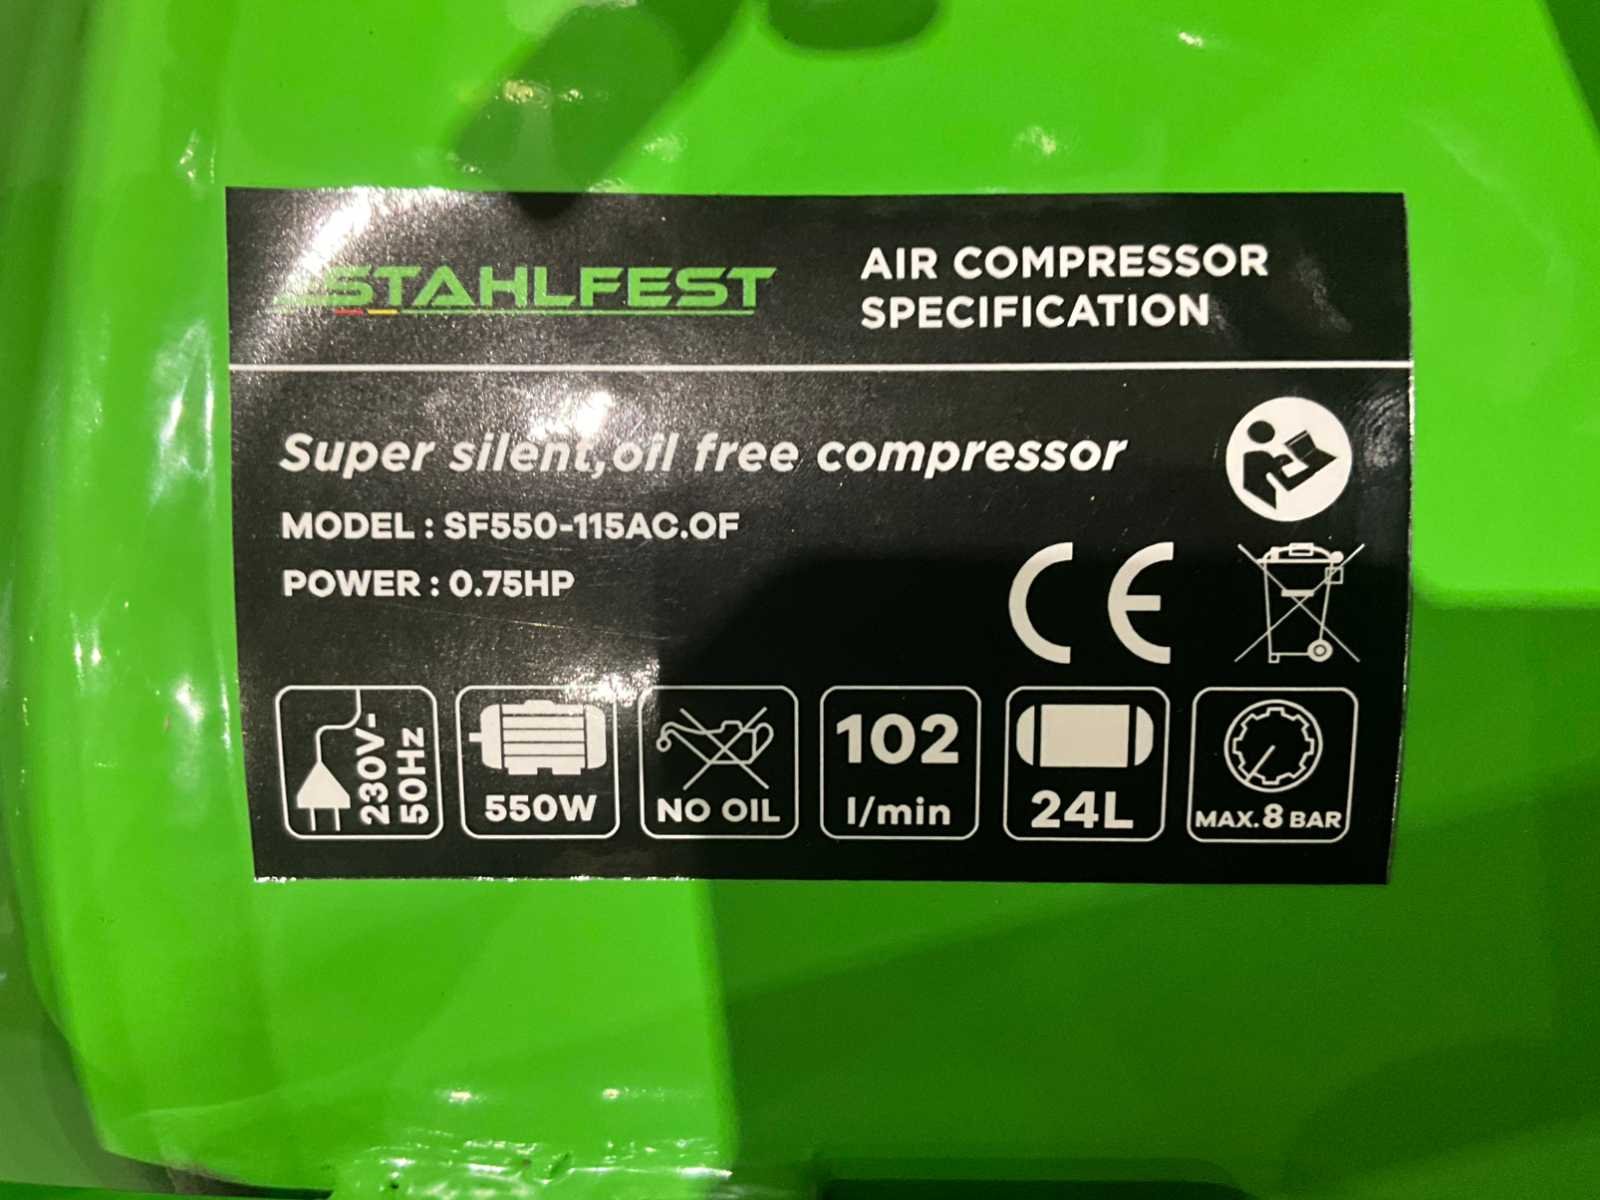 STAHLFEST
AIR COMPRESSOR
SPECIFICATION
Super silent,oil free compressor
MODEL : SF550-115AC.OF
POWER : 0.75HP
CE
230V-
50Hz
550W
NO OIL
102
l/min
24L
MAX. 8 BAR